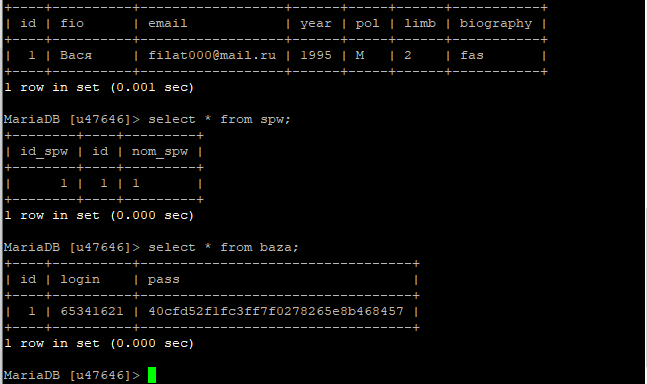 +----+------+------------------+------+-----+------+-----------+
| id | fio      | email             | year | pol | limb | biography |
+----+----------+-------------------+------+-----+------+-----------+
|  1 | Вася     | filat000@mail.ru | 1995 | M   | 2    | fas       |
+----+----------+-------------------+------+-----+------+-----------+
1 row in set (0.001 sec)
MariaDB [u47646]> select * from spw;
+--------+----+---------+
| id_spw | id | nom_spw |
+--------+----+---------+
|      1 |  1 | 1       |
+--------+----+---------+
1 row in set (0.000 sec)
MariaDB [u47646]> select * from baza;
+----+----------+----------------------------------+
| id | login    | pass                             |
+----+----------+----------------------------------+
|  1 | 65341621 | 40cfd52f1fc3ff7f0278265e8b468457 |
+----+----------+----------------------------------+
1 row in set (0.000 sec)
MariaDB [u47646]>